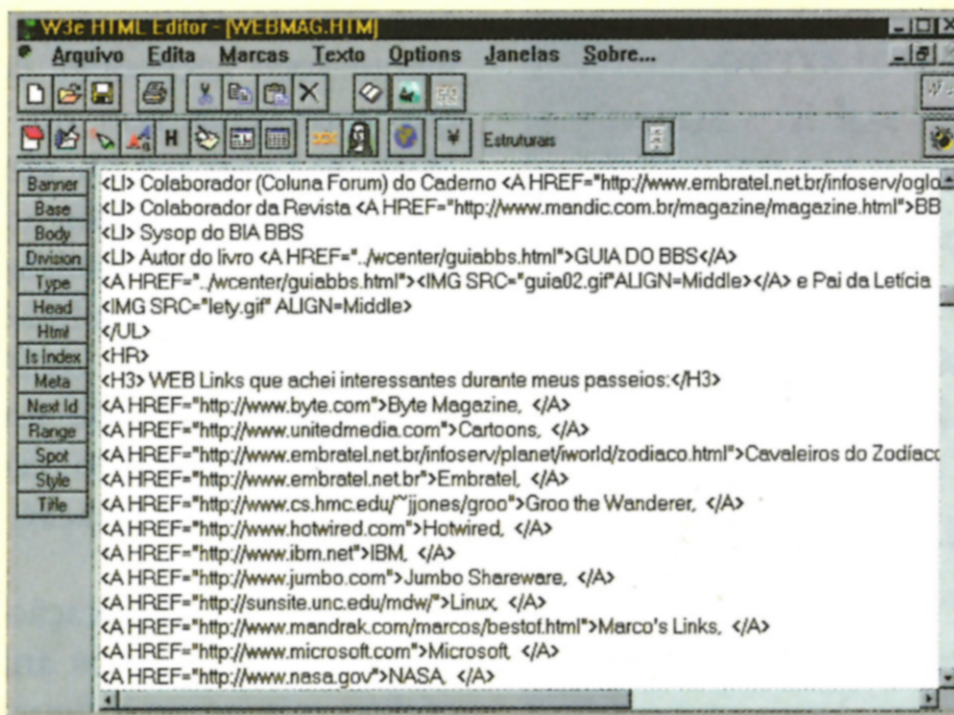 W3e HTML Editor - [WEBMAG.HTM]
Arquivo Edita Marcas Texto Options Janelas Sobre...
H
¥ Estruturais
Banner
Base
Body
Division
Type
Head
Html
Is Index
Meta
Next Id
Range
Spot
Style
Title
<LI> Colaborador (Coluna Forum) do Caderno <A HREF="http://www.embratel.net.br/infoserv/oglo
<LI> Colaborador da Revista <A HREF="http://www.mandic.com.br/magazine/magazine.html">BB
<LI> Sysop do BIA BBS
<LI> Autor do livro <A HREF="../wcenter/guiabbs.html">GUIA DO BBS</A>
<A HREF="../wcenter/guiabbs.html"><IMG SRC="guia02.gif"ALIGN=Middle></A> e Pai da Letícia
<IMG SRC="lety.gif" ALIGN=Middle>
</UL>
<HR>
<H3> WEB Links que achei interessantes durante meus passeios:</H3>
<A HREF="http://www.byte.com">Byte Magazine, </A>
<A HREF="http://www.unitedmedia.com">Cartoons, </A>
<A HREF="http://www.embratel.net.br/infoserv/planet/iworld/zodiaco.html">Cavaleiros do Zodíaco
<A HREF="http://www.embratel.net.br">Embratel, </A>
<A HREF="http://www.cs.hmc.edu/~jjones/groo">Groo the Wanderer, </A>
<A HREF="http://www.hotwired.com">Hotwired, </A>
<A HREF="http://www.ibm.net">IBM, </A>
<A HREF="http://www.jumbo.com">Jumbo Shareware, </A>
<A HREF="http://sunsite.unc.edu/mdw/">Linux, </A>
<A HREF="http://www.mandrak.com/marcos/bestof.html">Marco's Links, </A>
<A HREF="http://www.microsoft.com">Microsoft, </A>
<A HREF="http://www.nasa.gov">NASA, </A>